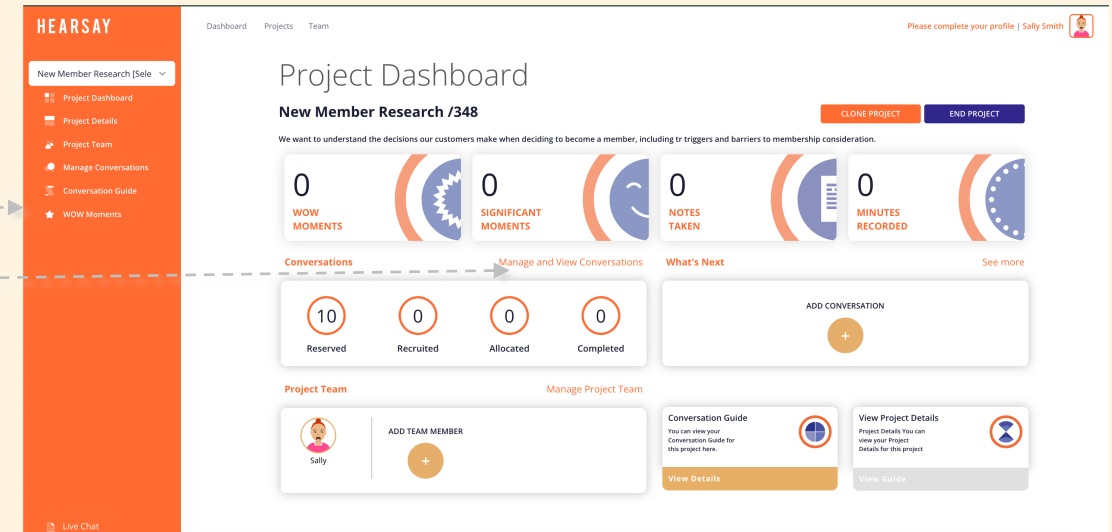 HEARSAY
Dashboard Projects Team
Please complete your profile | Sally Smith
New Member Research [Sele
Project Dashboard
Project Details
Project Team
Manage Conversations
Conversation Guide
WOW Moments
Live Chat
Project Dashboard
New Member Research /348
CLONE PROJECT
END PROJECT
We want to understand the decisions our customers make when deciding to become a member, including tr triggers and barriers to membership consideration.
0
WOW
MOMENTS
0
SIGNIFICANT
MOMENTS
0
NOTES
TAKEN
0
MINUTES
RECORDED
Conversations
Manage and View Conversations
10 0 0 0
Reserved Recruited Allocated Completed
What's Next
See more
ADD CONVERSATION
+
Project Team
Manage Project Team
Sally
ADD TEAM MEMBER
+
Conversation Guide
You can view your
Conversation Guide for
this project here.
View Details
View Project Details
Project Details You can
view your Project
Details for this project
View Guide